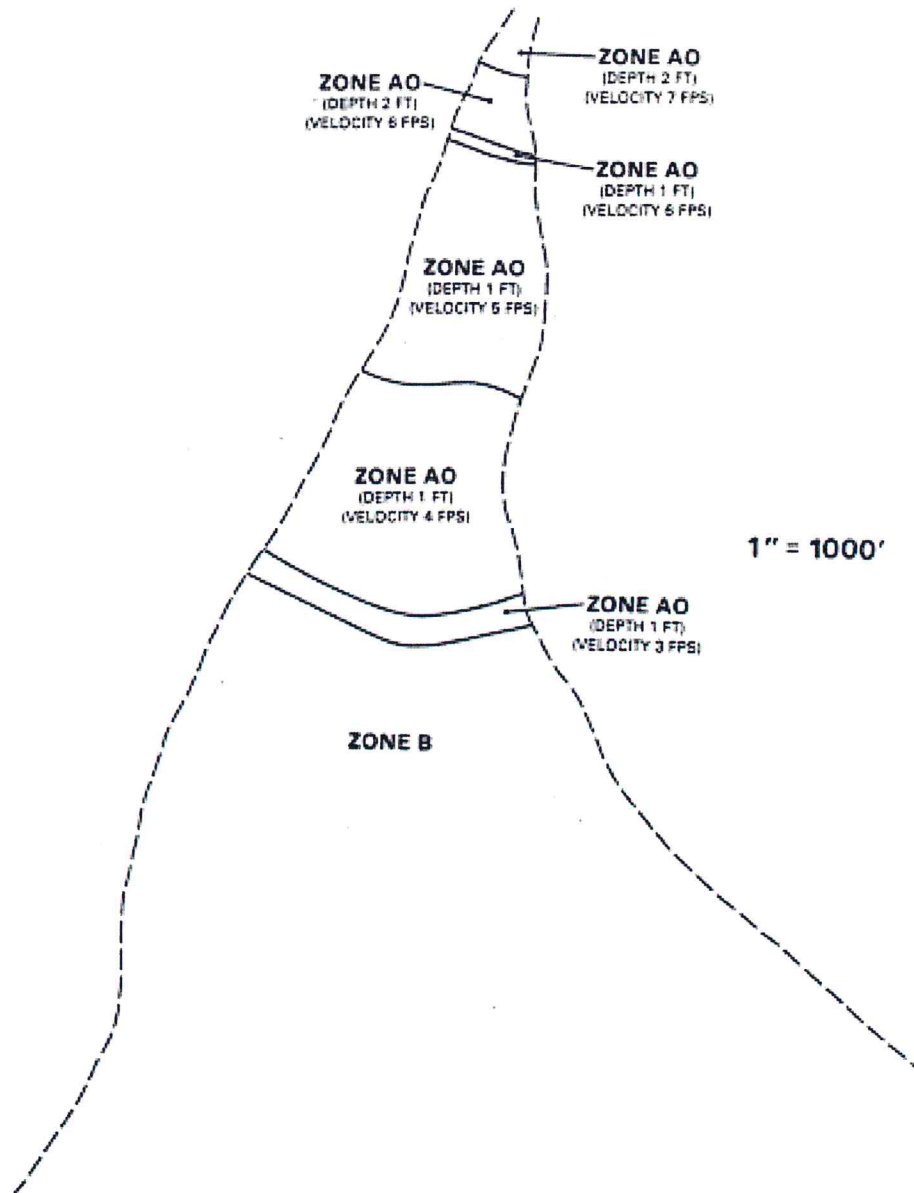 ZONE AO
(DEPTH 2 FT)
(VELOCITY 7 FPS)
ZONE AO
(DEPTH 2 FT)
(VELOCITY 6 FPS)
ZONE AO
(DEPTH 1 FT)
(VELOCITY 6 FPS)
ZONE AO
(DEPTH 1 FT)
(VELOCITY 5 FPS)
ZONE AO
(DEPTH 1 FT)
(VELOCITY 4 FPS)
1" = 1000'
ZONE AO
(DEPTH 1 FT)
(VELOCITY 3 FPS)
ZONE B